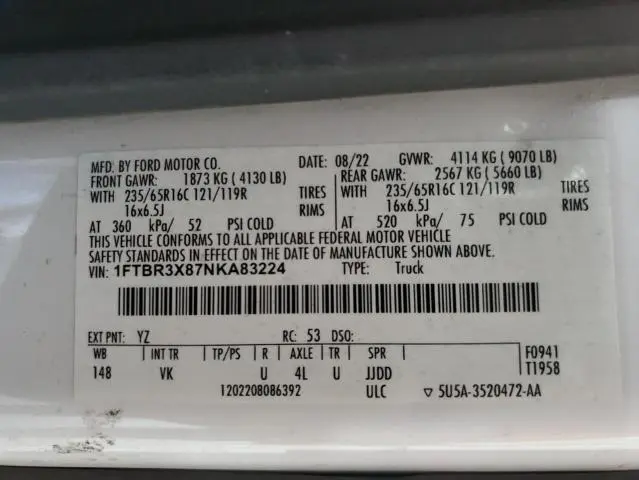 MFD. BY FORD MOTOR CO. DATE: 08/22 GVWR: 4114 KG ( 9070 LB)
FRONT GAWR: 1873 KG ( 4130 LB) REAR GAWR: 2567 KG ( 5660 LB)
WITH 235/65R16C 121/119R TIRES WITH 235/65R16C 121/119R TIRES
16x6.5J RIMS 16x6.5J RIMS
AT 360 kPa/ 52 PSI COLD AT 520 kPa/ 75 PSI COLD
THIS VEHICLE CONFORMS TO ALL APPLICABLE FEDERAL MOTOR VEHICLE
SAFETY STANDARDS IN EFFECT ON THE DATE OF MANUFACTURE SHOWN ABOVE.
VIN: 1FTBR3X87NKA83224 TYPE: Truck
EXT PNT: YZ RC: 53 DSO:
WB INT TR TP/PS R AXLE TR SPR F0941
148 VK U 4L U JJDD T1958
1202208086392 ULC ▽ 5U5A-3520472-AA